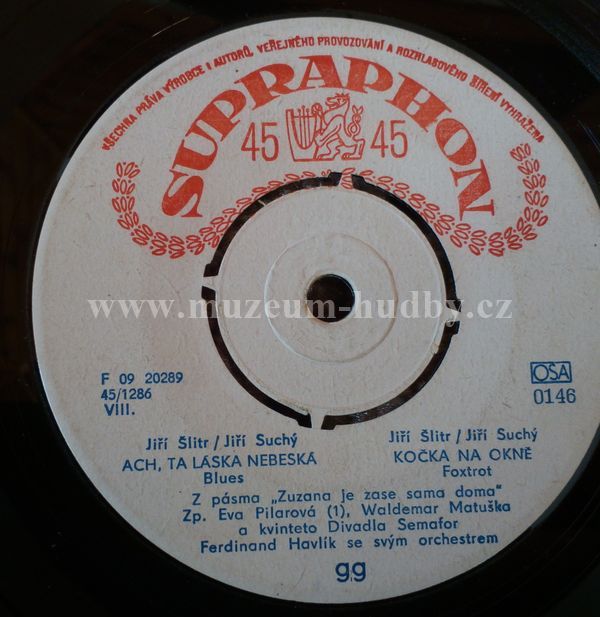 VŠECHNA PRÁVA VÝROBCE I AUTORŮ, VEŘEJNÉHO PROVOZOVÁNÍ A ROZHLASOVÉHO ŠÍŘENÍ VYHRAŽENA
SUPRAPHON
45 45
www.muzeum-hudby.cz
F 09 20289
45/1286
VIII.
OSA
0146
Jiří Šlitr/Jiří Suchý
ACH, TA LÁSKA NEBESKÁ
Blues
Jiří Šlitr/Jiří Suchý
KOČKA NA OKNĚ
Foxtrot
Z pásma „Zuzana je zase sama doma"
Zp. Eva Pilarová (1), Waldemar Matuška
a kvinteto Divadla Semafor
Ferdinand Havlík se svým orchestrem
gg